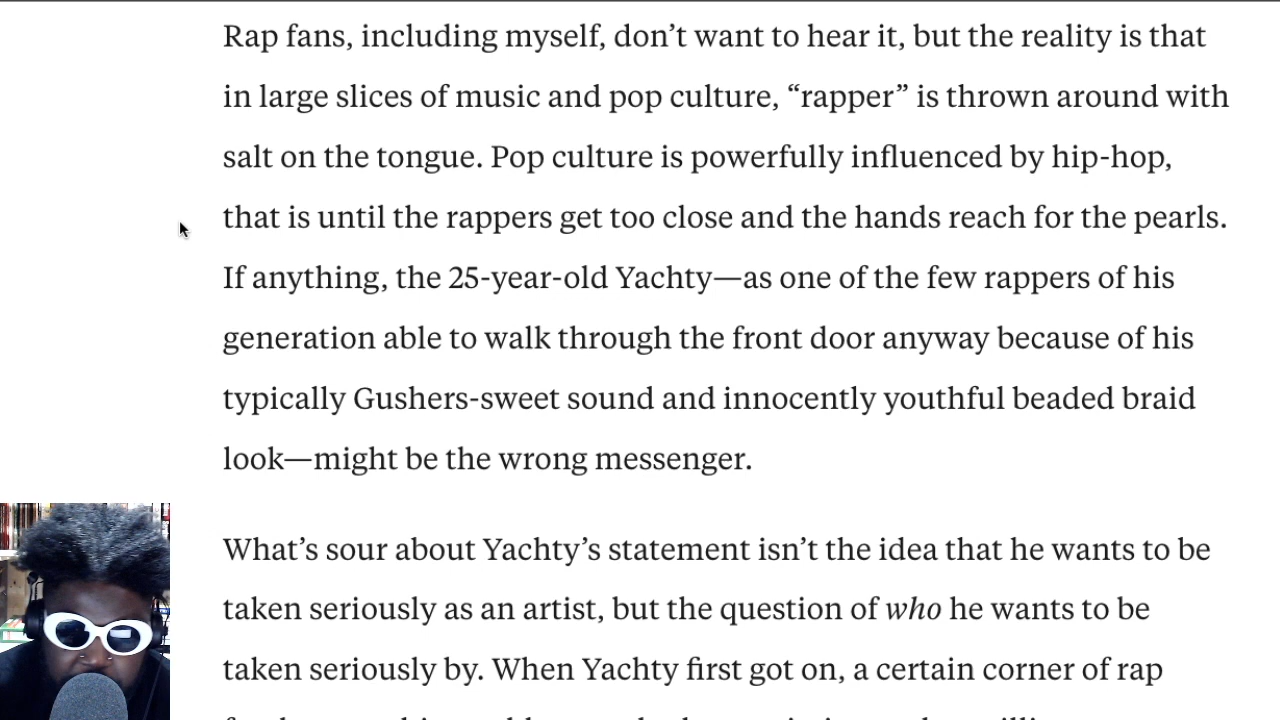 Rap fans, including myself, don’t want to hear it, but the reality is that
in large slices of music and pop culture, “rapper” is thrown around with
salt on the tongue. Pop culture is powerfully influenced by hip-hop,
that is until the rappers get too close and the hands reach for the pearls.
If anything, the 25-year-old Yachty—as one of the few rappers of his
generation able to walk through the front door anyway because of his
typically Gushers-sweet sound and innocently youthful beaded braid
look—might be the wrong messenger.
What’s sour about Yachty’s statement isn’t the idea that he wants to be
taken seriously as an artist, but the question of who he wants to be
taken seriously by. When Yachty first got on, a certain corner of rap